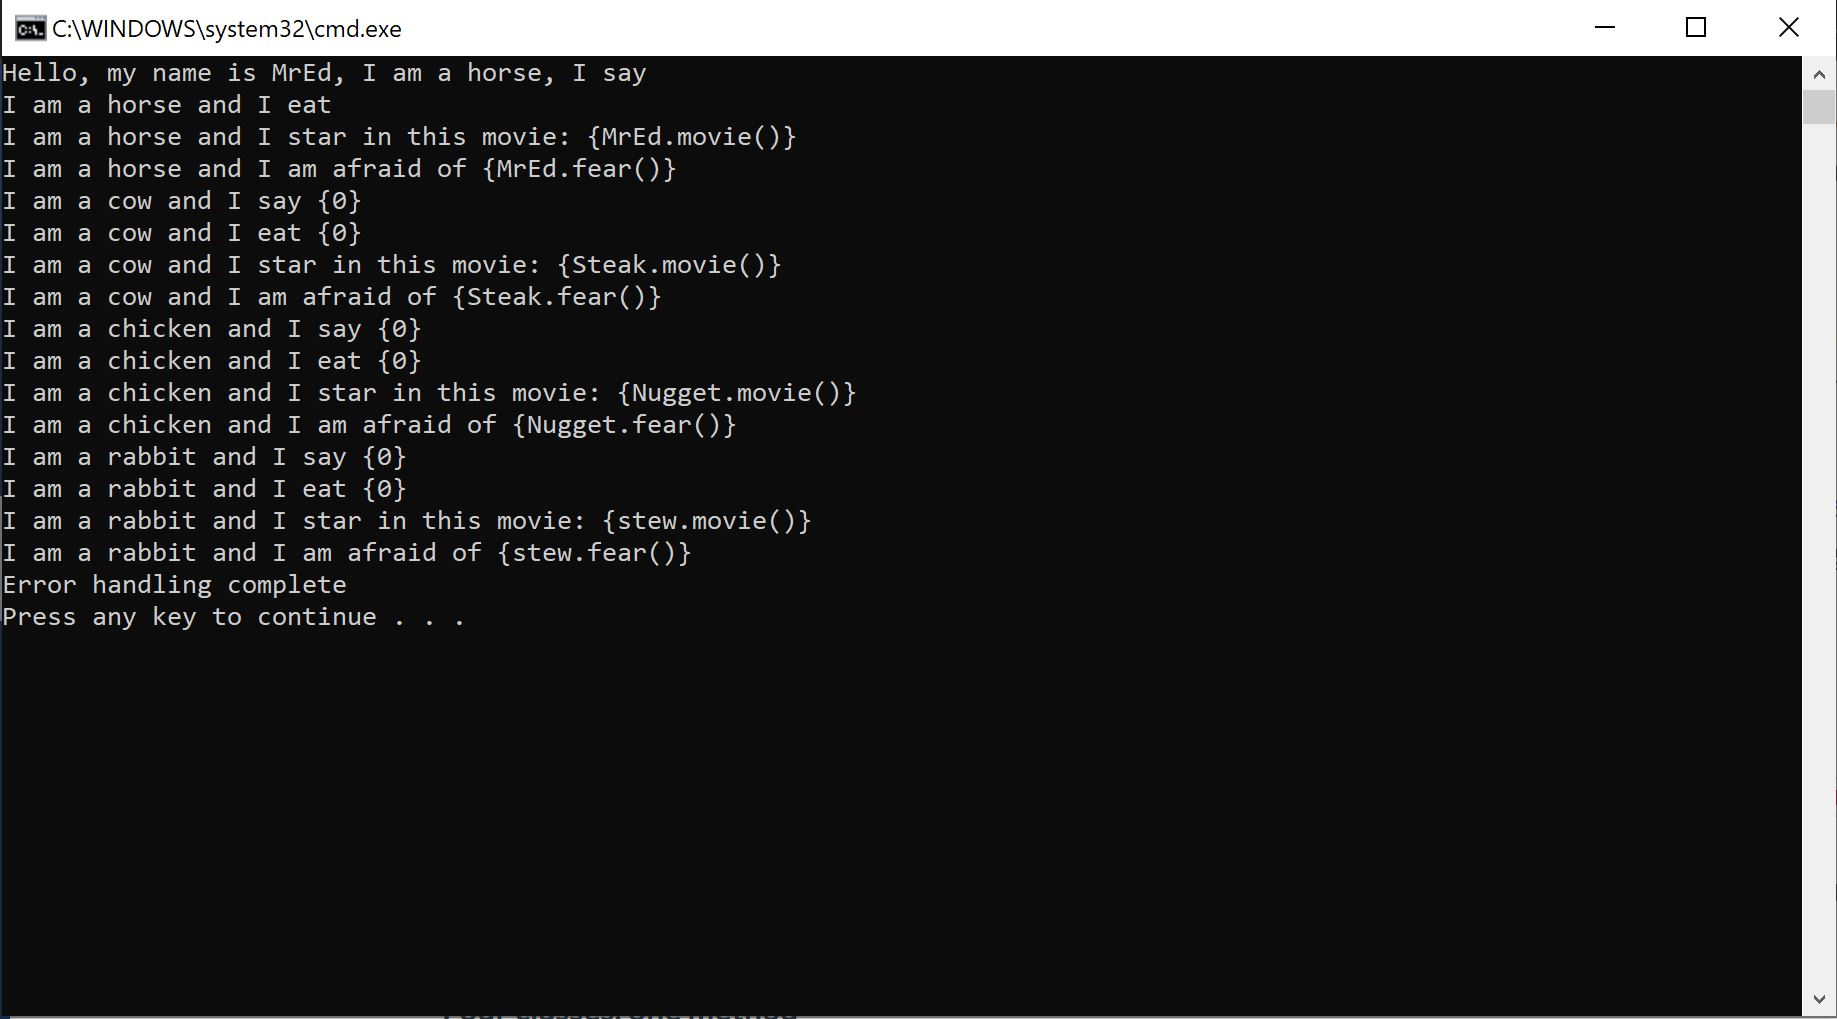 C:\WINDOWS\system32\cmd.exe
Hello, my name is MrEd, I am a horse, I say
I am a horse and I eat
I am a horse and I star in this movie: {MrEd.movie()}
I am a horse and I am afraid of {MrEd.fear()}
I am a cow and I say {0}
I am a cow and I eat {0}
I am a cow and I star in this movie: {Steak.movie()}
I am a cow and I am afraid of {Steak.fear()}
I am a chicken and I say {0}
I am a chicken and I eat {0}
I am a chicken and I star in this movie: {Nugget.movie()}
I am a chicken and I am afraid of {Nugget.fear()}
I am a rabbit and I say {0}
I am a rabbit and I eat {0}
I am a rabbit and I star in this movie: {stew.movie()}
I am a rabbit and I am afraid of {stew.fear()}
Error handling complete
Press any key to continue . . .